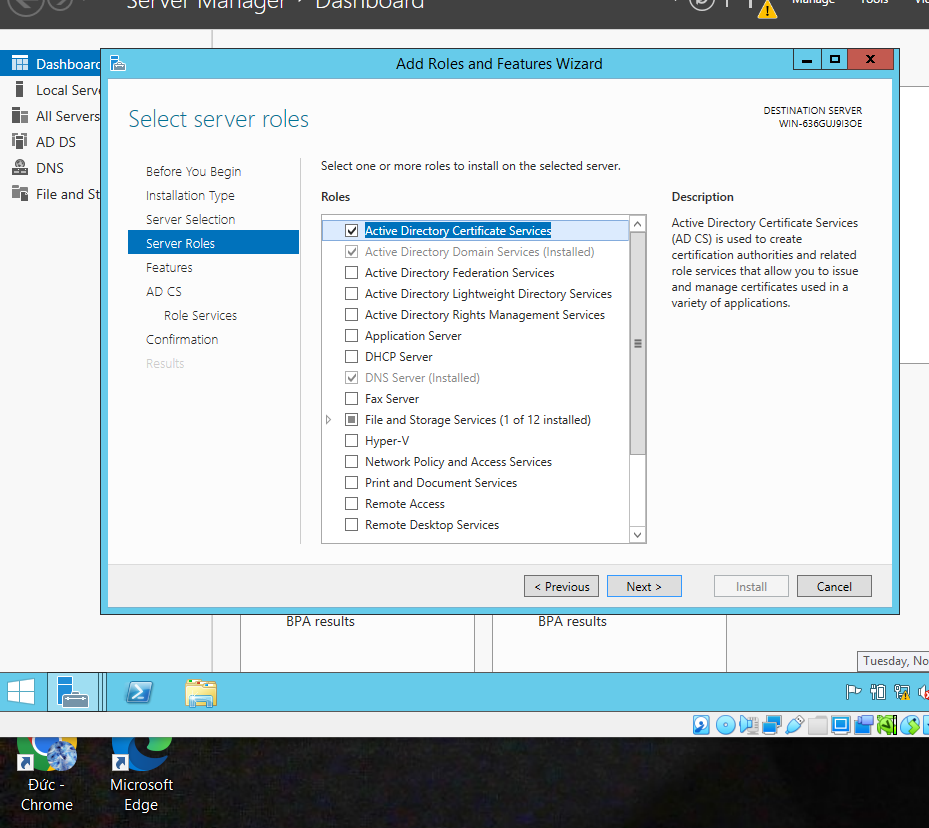 Server Manager · Dashboard
Manage
Tools
Dashboard
Local Serve
All Servers
AD DS
DNS
File and St
Add Roles and Features Wizard
Select server roles
DESTINATION SERVER
WIN-636GUJ9I3OE
Before You Begin
Installation Type
Server Selection
Server Roles
Features
AD CS
Role Services
Confirmation
Results
Select one or more roles to install on the selected server.
Roles
Active Directory Certificate Services
Active Directory Domain Services (Installed)
Active Directory Federation Services
Active Directory Lightweight Directory Services
Active Directory Rights Management Services
Application Server
DHCP Server
DNS Server (Installed)
Fax Server
File and Storage Services (1 of 12 installed)
Hyper-V
Network Policy and Access Services
Print and Document Services
Remote Access
Remote Desktop Services
Description
Active Directory Certificate Services
(AD CS) is used to create
certification authorities and related
role services that allow you to issue
and manage certificates used in a
variety of applications.
< Previous
Next >
Install
Cancel
BPA results
BPA results
Tuesday, No
Đức -
Chrome
Microsoft
Edge